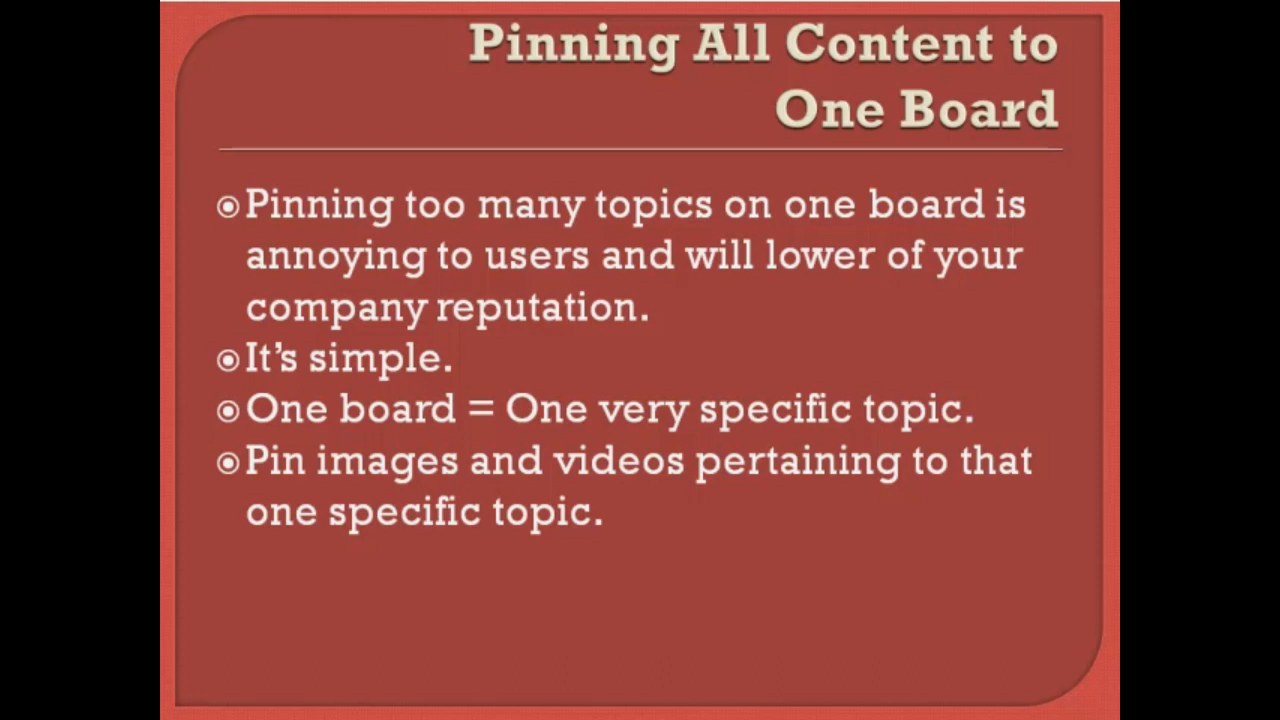 Pinning All Content to
One Board
Pinning too many topics on one board is
annoying to users and will lower of your
company reputation.
It’s simple.
One board = One very specific topic.
Pin images and videos pertaining to that
one specific topic.